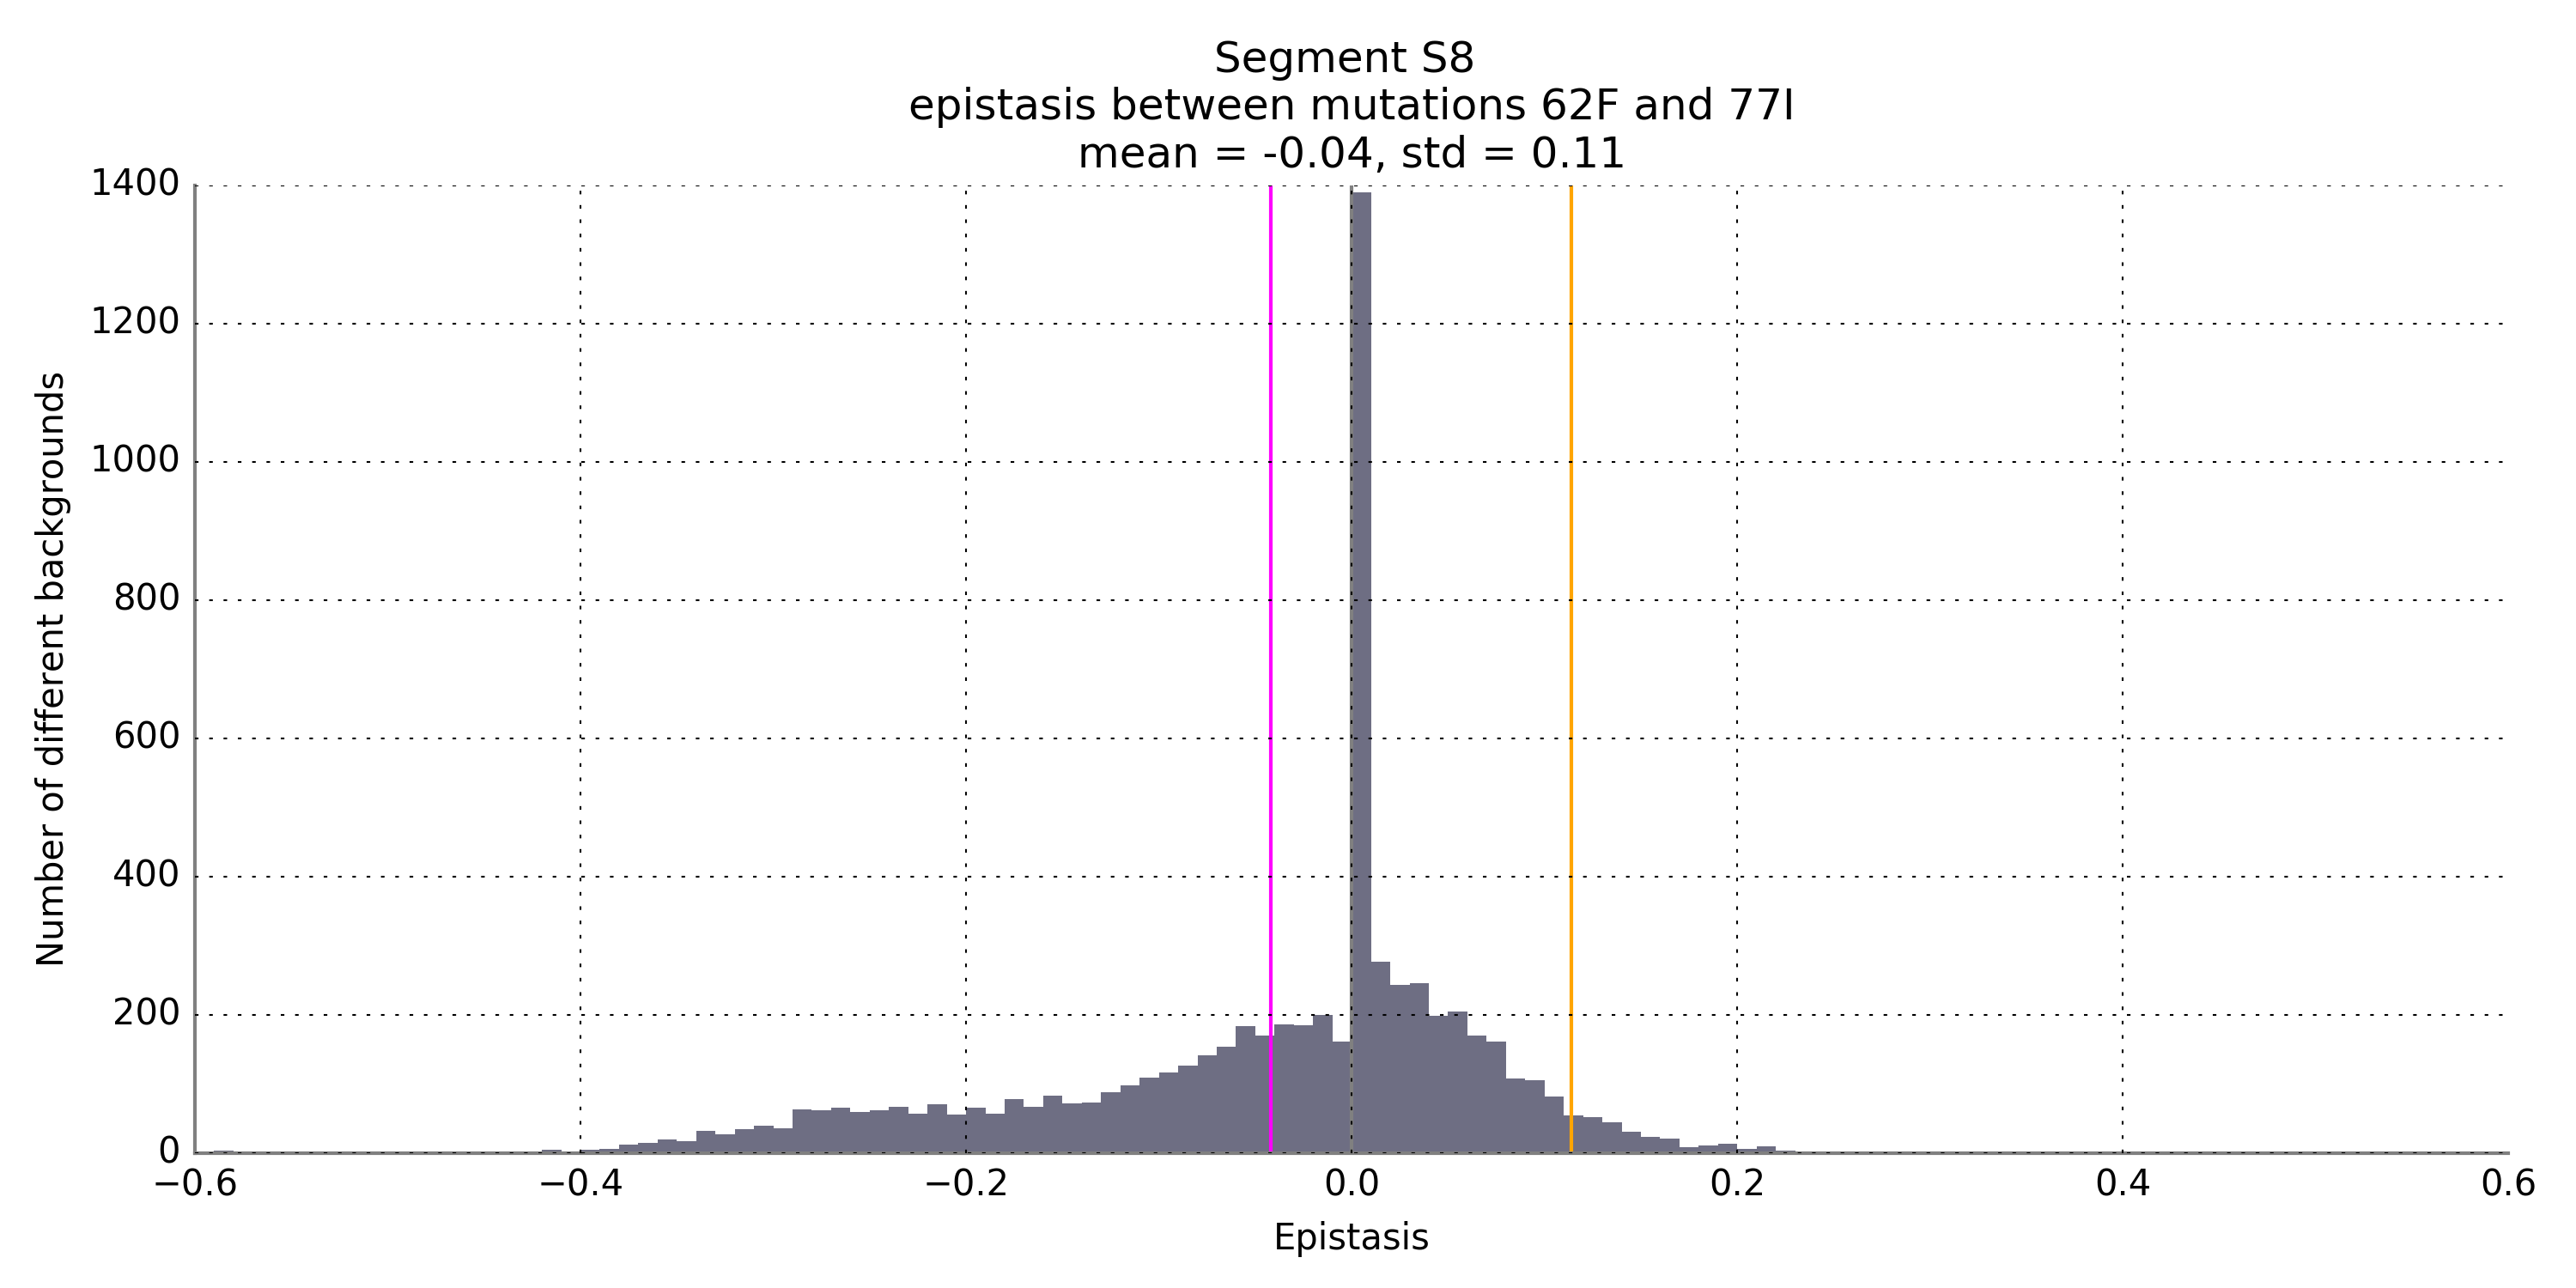 Segment S8
epistasis between mutations 62F and 77I
mean = -0.04, std = 0.11
1400
1200
1000
800
600
400
200
0
Number of different backgrounds
−0.6 −0.4 −0.2 0.0 0.2 0.4 0.6
Epistasis